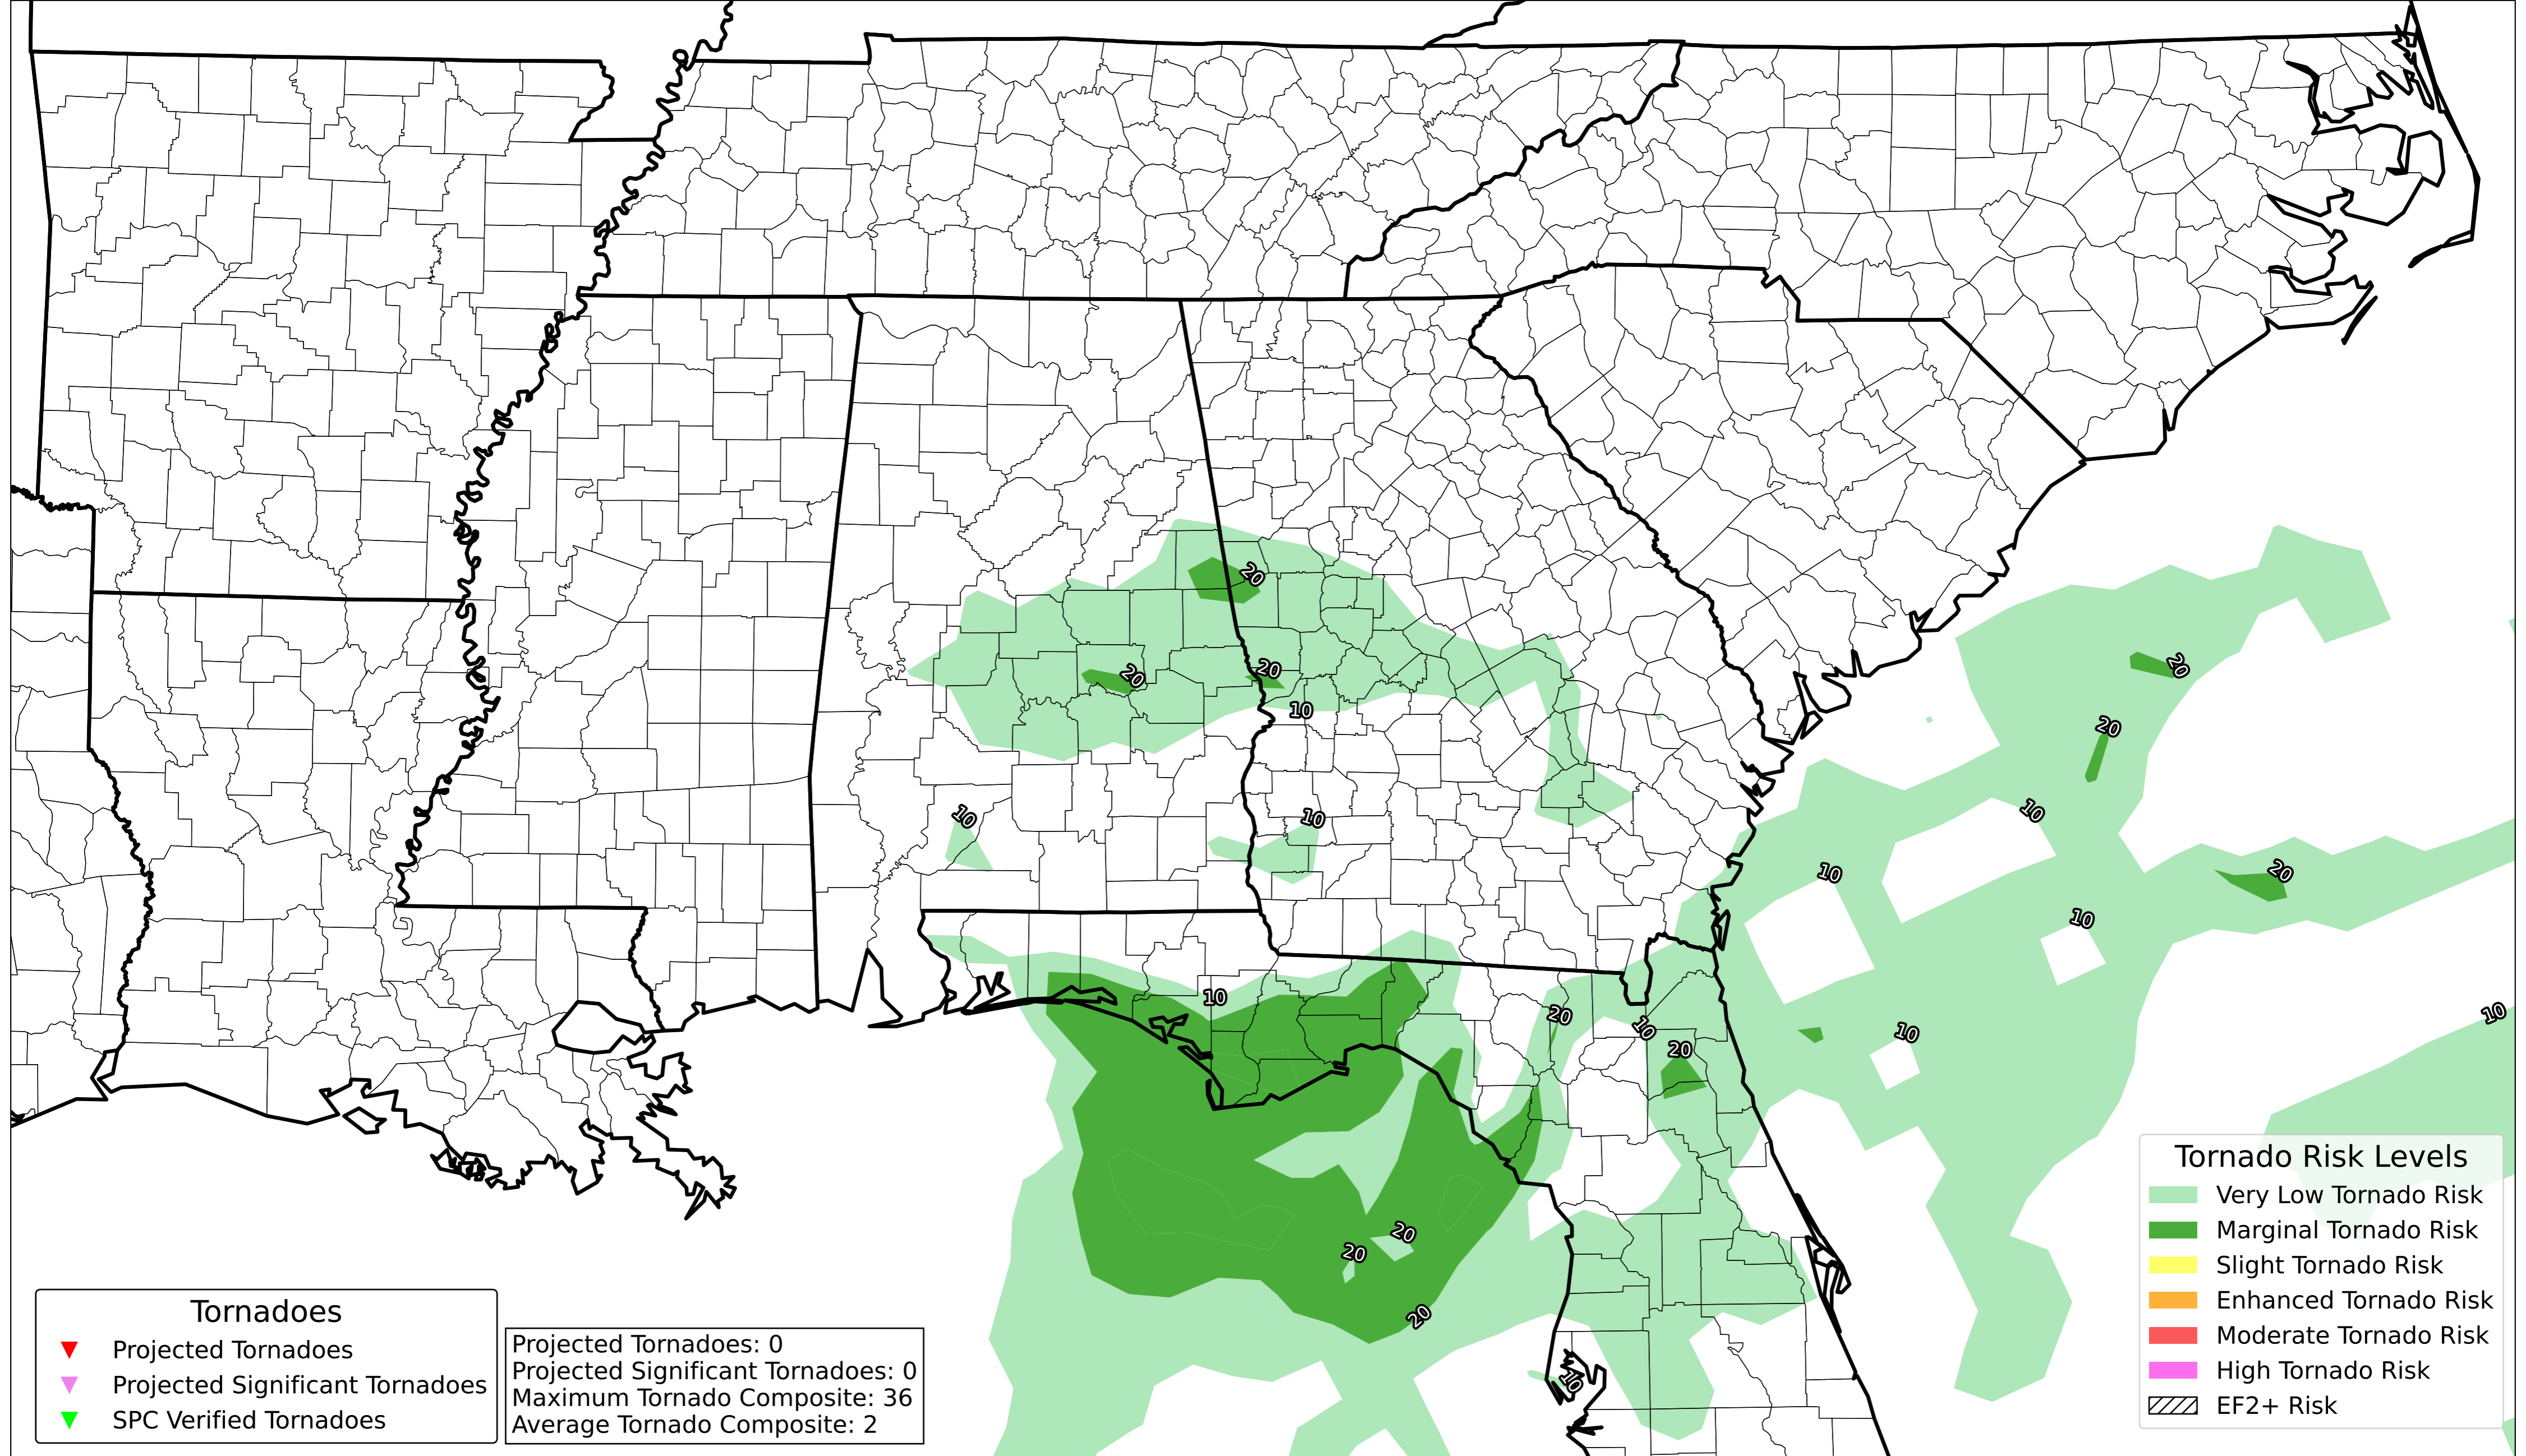 20
20
20
20
10
20
10
10
10
10
20
10
10
10
20
10
10
20
20
20
20
10
Tornado Risk Levels
Very Low Tornado Risk
Marginal Tornado Risk
Slight Tornado Risk
Enhanced Tornado Risk
Moderate Tornado Risk
High Tornado Risk
EF2+ Risk
Tornadoes
Projected Tornadoes
Projected Significant Tornadoes
SPC Verified Tornadoes
Projected Tornadoes: 0
Projected Significant Tornadoes: 0
Maximum Tornado Composite: 36
Average Tornado Composite: 2